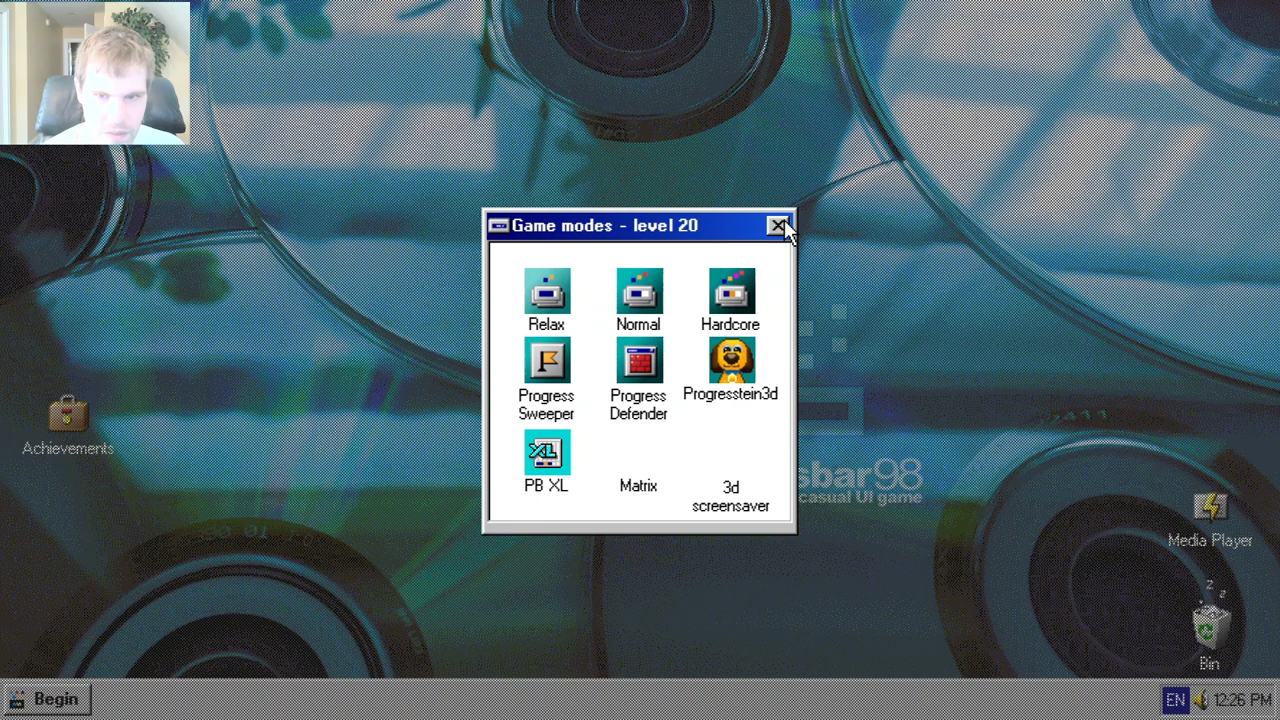 Game modes - level 20
Relax
Normal
Hardcore
Progress
Sweeper
Progress
Defender
Progresstein3d
XL
PB XL
Matrix
3d
screensaver
Achievements
sbar98
casual UI game
Media Player
Bin
Begin
EN
12:26 PM